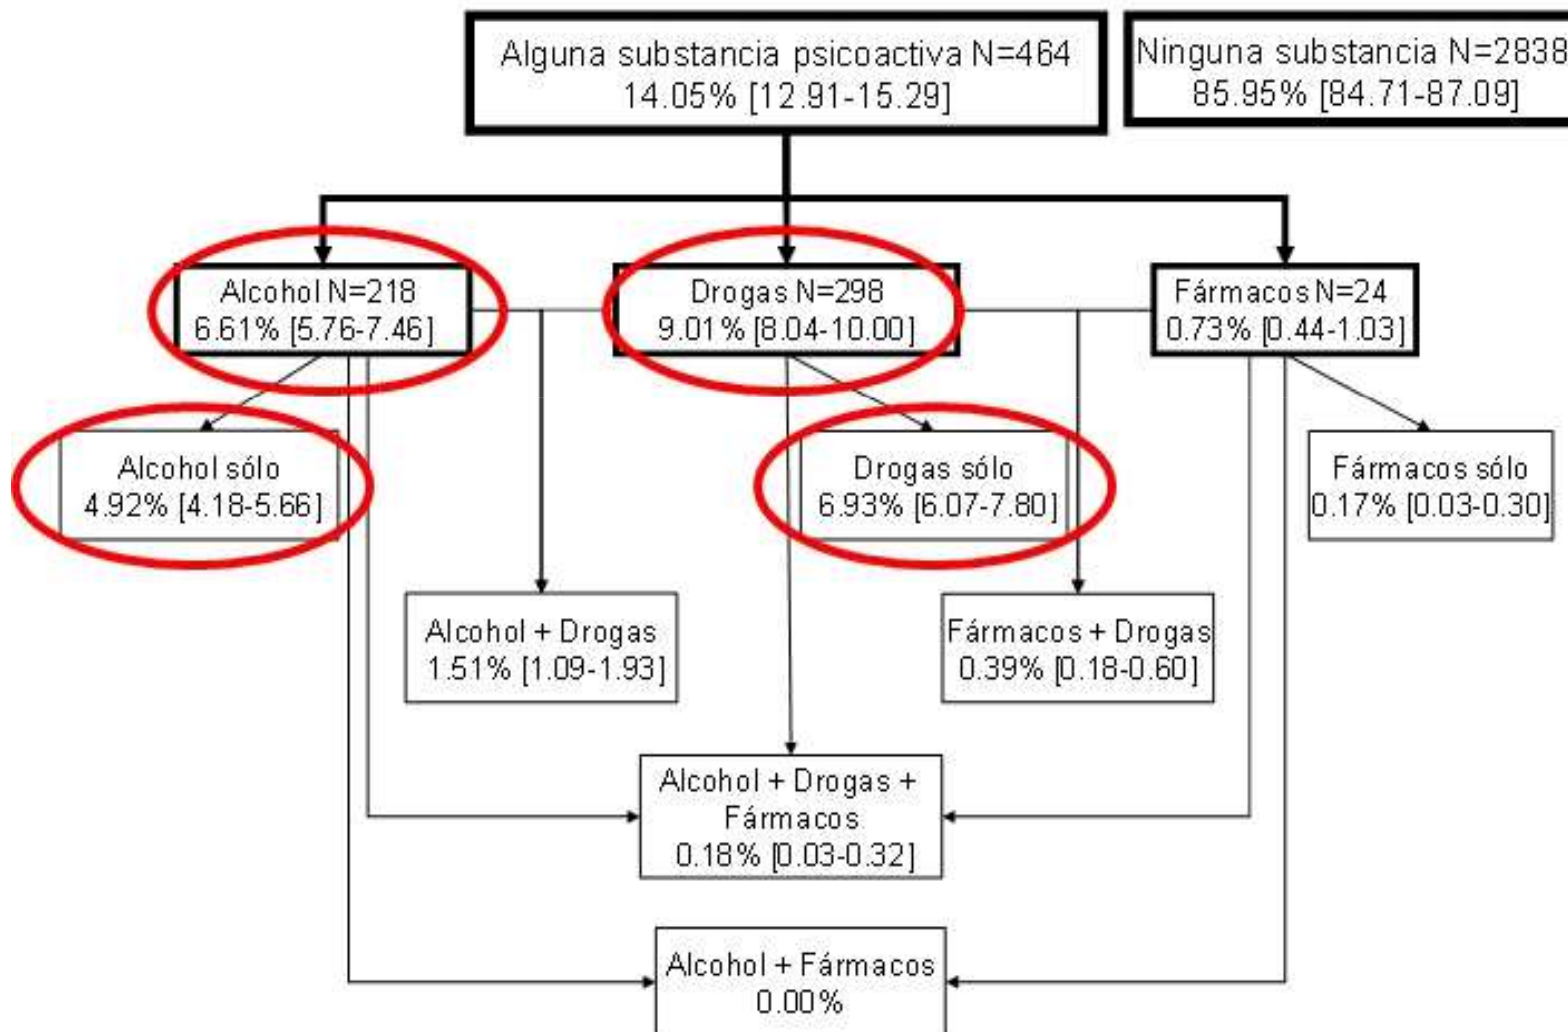 Alguna substancia psicoactiva N=464
14.05% [12.91-15.29]
Ninguna substancia N=2838
85.95% [84.71-87.09]
Alcohol N=218
6.61% [5.76-7.46]
Drogas N=298
9.01% [8.04-10.00]
Fármacos N=24
0.73% [0.44-1.03]
Alcohol sólo
4.92% [4.18-5.66]
Drogas sólo
6.93% [6.07-7.80]
Fármacos sólo
0.17% [0.03-0.30]
Alcohol + Drogas
1.51% [1.09-1.93]
Fármacos + Drogas
0.39% [0.18-0.60]
Alcohol + Drogas +
Fármacos
0.18% [0.03-0.32]
Alcohol + Fármacos
0.00%